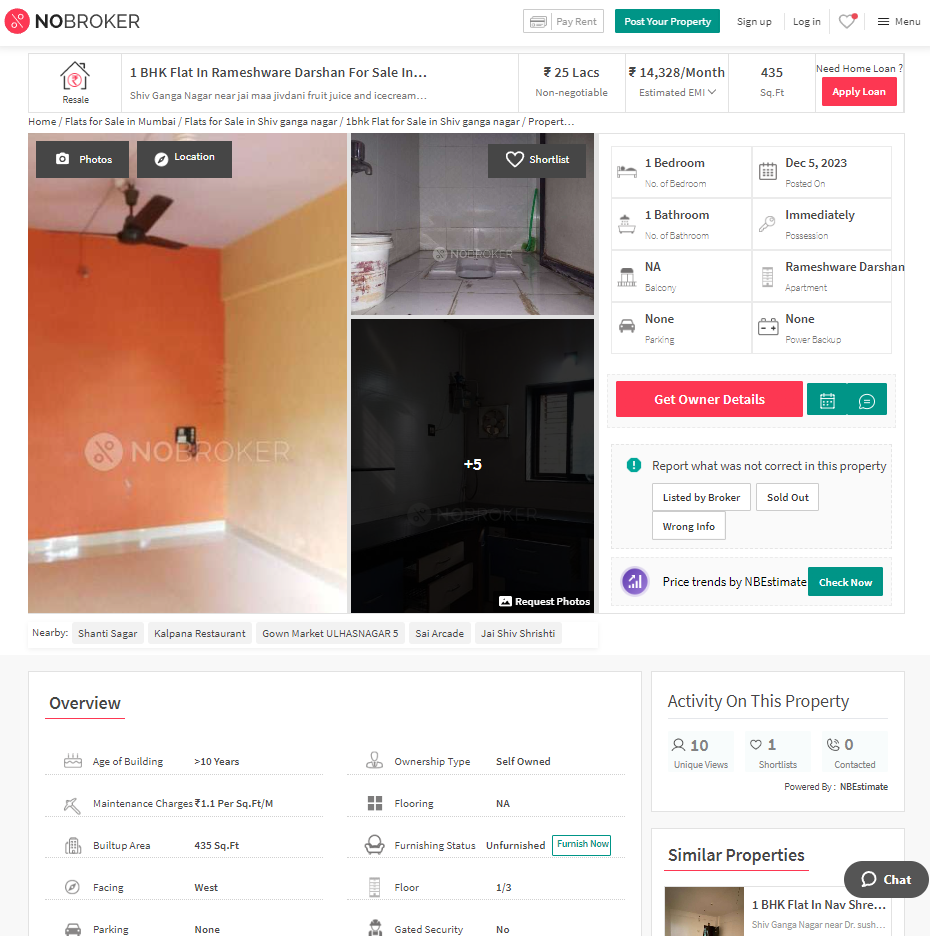 NOBROKER
Pay Rent
Post Your Property
Sign up
Log in
Menu
Resale
1 BHK Flat In Rameshware Darshan For Sale In…
Shiv Ganga Nagar near jai maa jivdani fruit juice and icecream…
₹ 25 Lacs
Non-negotiable
₹ 14,328/Month
Estimated EMI
435
Sq.Ft
Need Home Loan ?
Apply Loan
Home / Flats for Sale in Mumbai / Flats for Sale in Shiv ganga nagar / 1bhk Flat for Sale in Shiv ganga nagar / Propert…
Photos
Location
Shortlist
NOBROKER
NOBROKER
NOBROKER
+5
Request Photos
1 Bedroom
No. of Bedroom
Dec 5, 2023
Posted On
1 Bathroom
No. of Bathroom
Immediately
Possession
NA
Balcony
Rameshware Darshan
Apartment
None
Parking
None
Power Backup
Get Owner Details
Report what was not correct in this property
Listed by Broker
Sold Out
Wrong Info
Price trends by NBEstimate
Check Now
Nearby:
Shanti Sagar
Kalpana Restaurant
Gown Market ULHASNAGAR 5
Sai Arcade
Jai Shiv Shrishti
Overview
Age of Building
>10 Years
Ownership Type
Self Owned
Maintenance Charges
₹1.1 Per Sq.Ft/M
Flooring
NA
Builtup Area
435 Sq.Ft
Furnishing Status
Unfurnished
Furnish Now
Facing
West
Floor
1/3
Parking
None
Gated Security
No
Activity On This Property
10
Unique Views
1
Shortlists
0
Contacted
Powered By : NBEstimate
Similar Properties
1 BHK Flat In Nav Shre…
Shiv Ganga Nagar near Dr. sush…
Chat